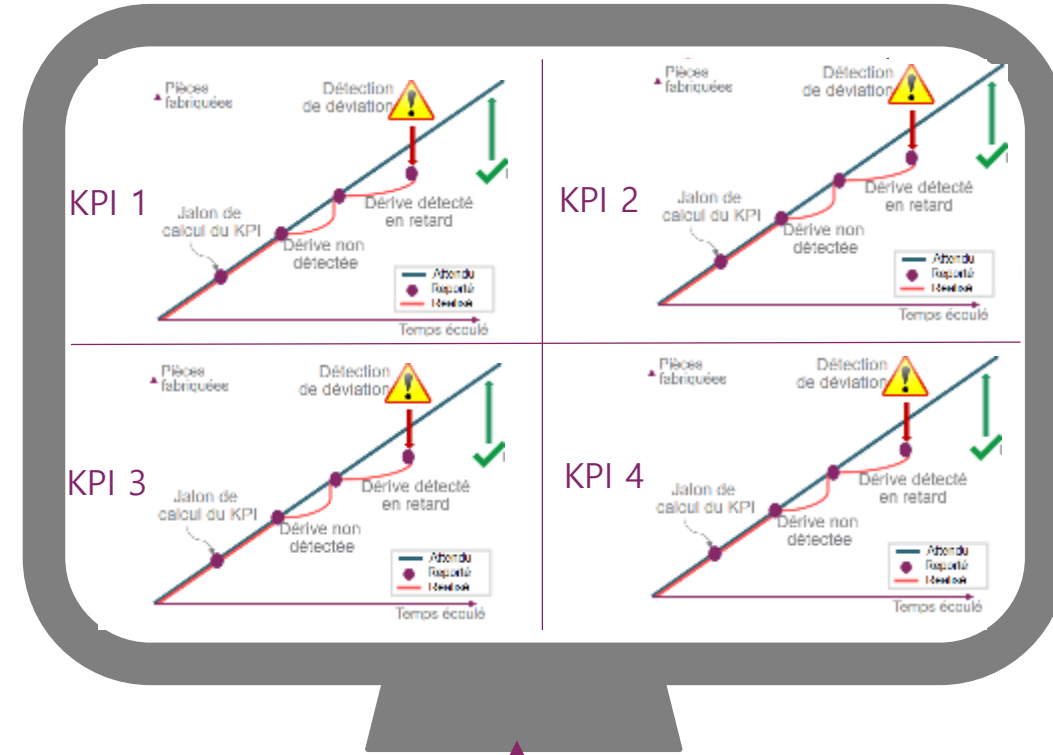 Pièces
fabriquées
Détection
de déviation
KPI 1
Jalon de
calcul du KPI
Dérive détecté
en retard
Dérive non
détectée
Attendu
Reporté
Réalisé
Temps écoulé
Pièces
fabriquées
Détection
de déviation
KPI 2
Jalon de
calcul du KPI
Dérive détecté
en retard
Dérive non
détectée
Attendu
Reporté
Réalisé
Temps écoulé
Pièces
fabriquées
Détection
de déviation
KPI 3
Jalon de
calcul du KPI
Dérive détecté
en retard
Dérive non
détectée
Attendu
Reporté
Réalisé
Temps écoulé
Pièces
fabriquées
Détection
de déviation
KPI 4
Jalon de
calcul du KPI
Dérive détecté
en retard
Dérive non
détectée
Attendu
Reporté
Réalisé
Temps écoulé